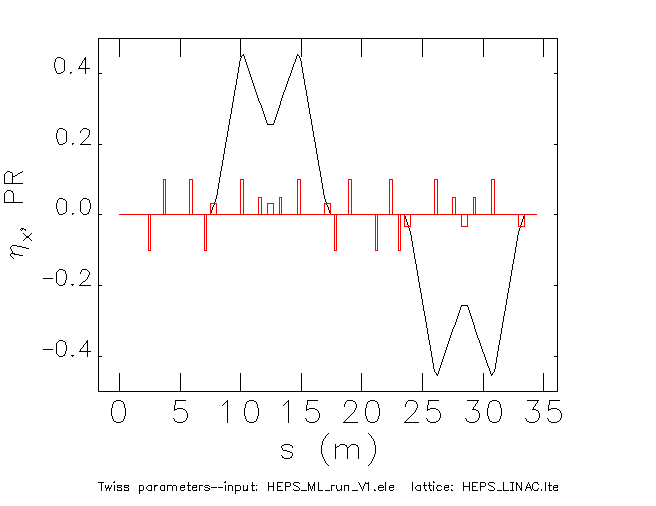 0.4
0.2
0.0
-0.2
-0.4
ηx, PR
0 5 10 15 20 25 30 35
s (m)
Twiss parameters--input: HEPS_ML_run_V1.ele lattice: HEPS_LINAC.lte